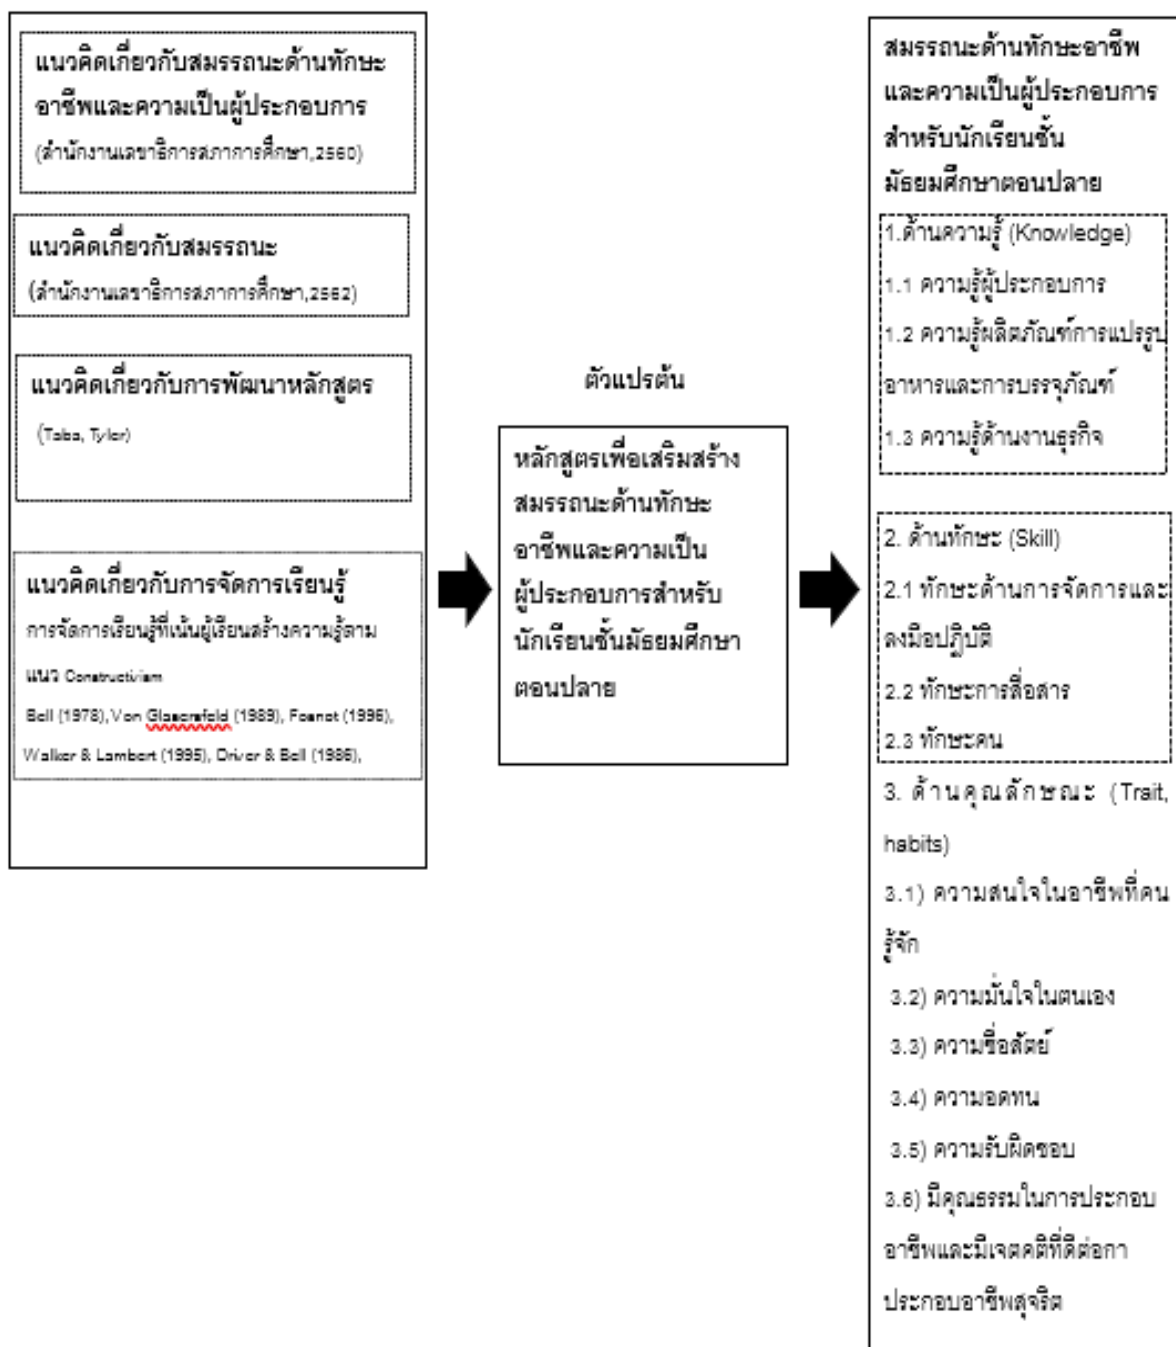 แนวคิดเกี่ยวกับสมรรถนะด้านทักษะ
อาชีพและความเป็นผู้ประกอบการ
(สำนักงานเลขาธิการสภาการศึกษา,2560)
แนวคิดเกี่ยวกับสมรรถนะ
(สำนักงานเลขาธิการสภาการศึกษา,2562)
แนวคิดเกี่ยวกับการพัฒนาหลักสูตร
(Taba, Tyler)
แนวคิดเกี่ยวกับการจัดการเรียนรู้
การจัดการเรียนรู้ที่เน้นผู้เรียนสร้างความรู้ตาม
แนว Constructivism
Bell (1978), Von Glasersfeld (1989), Fosnot (1996),
Walker & Lambert (1995), Driver & Bell (1986),
ตัวแปรต้น
หลักสูตรเพื่อเสริมสร้าง
สมรรถนะด้านทักษะ
อาชีพและความเป็น
ผู้ประกอบการสำหรับ
นักเรียนชั้นมัธยมศึกษา
ตอนปลาย
สมรรถนะด้านทักษะอาชีพ
และความเป็นผู้ประกอบการ
สำหรับนักเรียนชั้น
มัธยมศึกษาตอนปลาย
1.ด้านความรู้ (Knowledge)
1.1 ความรู้ผู้ประกอบการ
1.2 ความรู้ผลิตภัณฑ์การแปรรูป
อาหารและการบรรจุภัณฑ์
1.3 ความรู้ด้านงานธุรกิจ
2. ด้านทักษะ (Skill)
2.1 ทักษะด้านการจัดการและ
ลงมือปฏิบัติ
2.2 ทักษะการสื่อสาร
2.3 ทักษะคน
3. ด้านคุณลักษณะ (Trait,
habits)
3.1) ความสนใจในอาชีพที่ตน
รู้จัก
3.2) ความมั่นใจในตนเอง
3.3) ความซื่อสัตย์
3.4) ความอดทน
3.5) ความรับผิดชอบ
3.6) มีคุณธรรมในการประกอบ
อาชีพและมีเจตคติที่ดีต่อกา
ประกอบอาชีพสุจริต